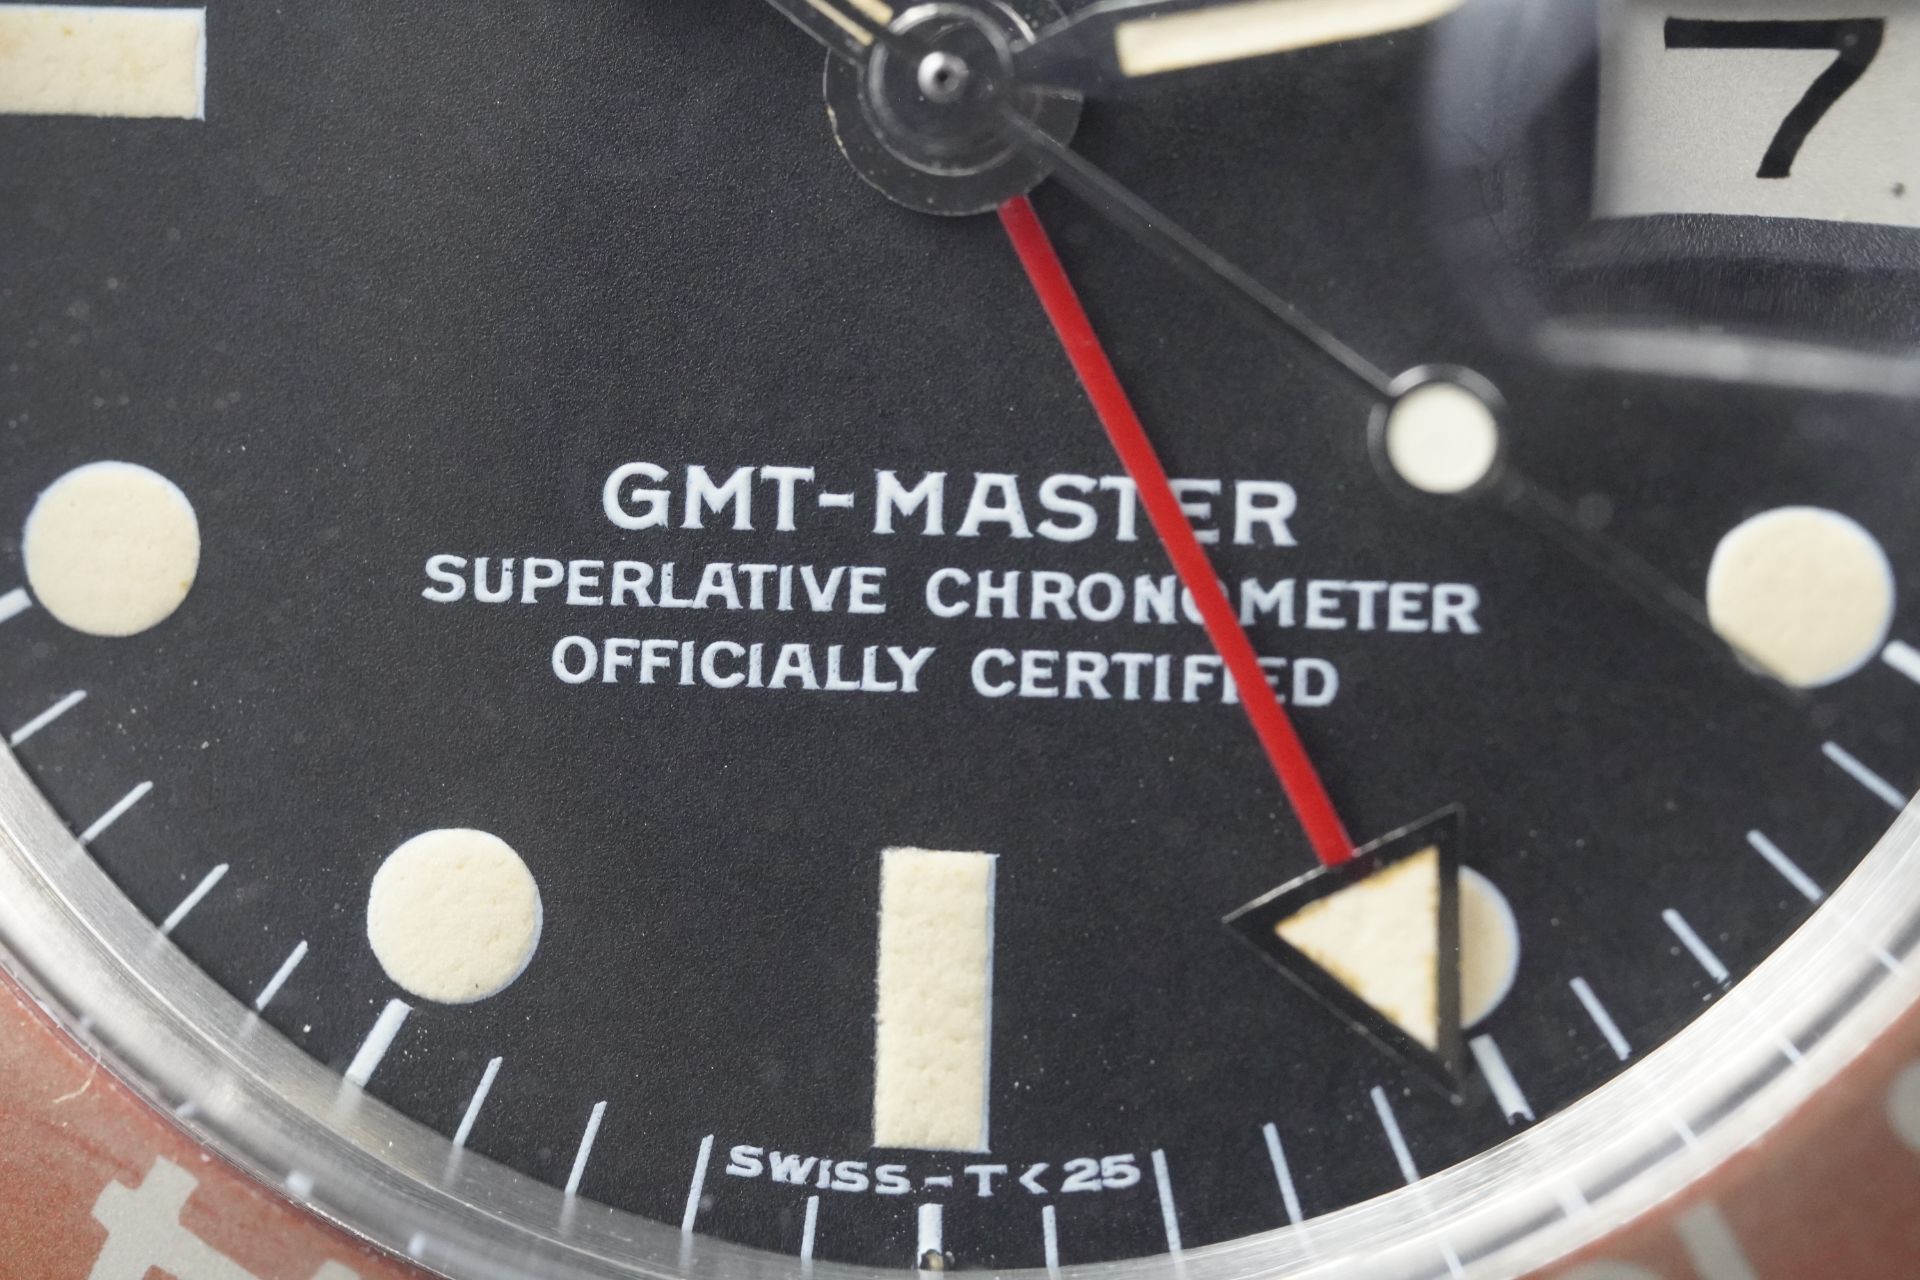 7
GMT-MASTER
SUPERLATIVE CHRONOMETER
OFFICIALLY CERTIFIED
SWISS-T<25